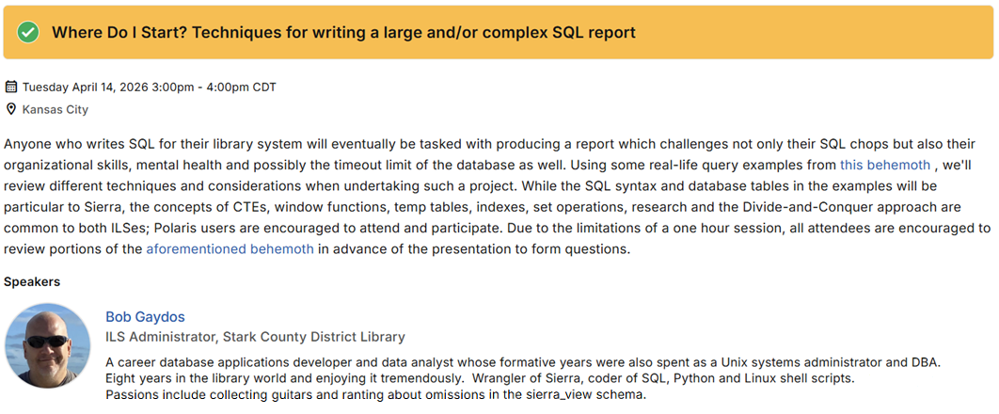 Where Do I Start? Techniques for writing a large and/or complex SQL report
Tuesday April 14, 2026 3:00pm - 4:00pm CDT
Kansas City
Anyone who writes SQL for their library system will eventually be tasked with producing a report which challenges not only their SQL chops but also their
organizational skills, mental health and possibly the timeout limit of the database as well. Using some real-life query examples from this behemoth , we'll
review different techniques and considerations when undertaking such a project. While the SQL syntax and database tables in the examples will be
particular to Sierra, the concepts of CTEs, window functions, temp tables, indexes, set operations, research and the Divide-and-Conquer approach are
common to both ILSes; Polaris users are encouraged to attend and participate. Due to the limitations of a one hour session, all attendees are encouraged to
review portions of the aforementioned behemoth in advance of the presentation to form questions.
Speakers
Bob Gaydos
ILS Administrator, Stark County District Library
A career database applications developer and data analyst whose formative years were also spent as a Unix systems administrator and DBA.
Eight years in the library world and enjoying it tremendously.  Wrangler of Sierra, coder of SQL, Python and Linux shell scripts.
Passions include collecting guitars and ranting about omissions in the sierra_view schema.